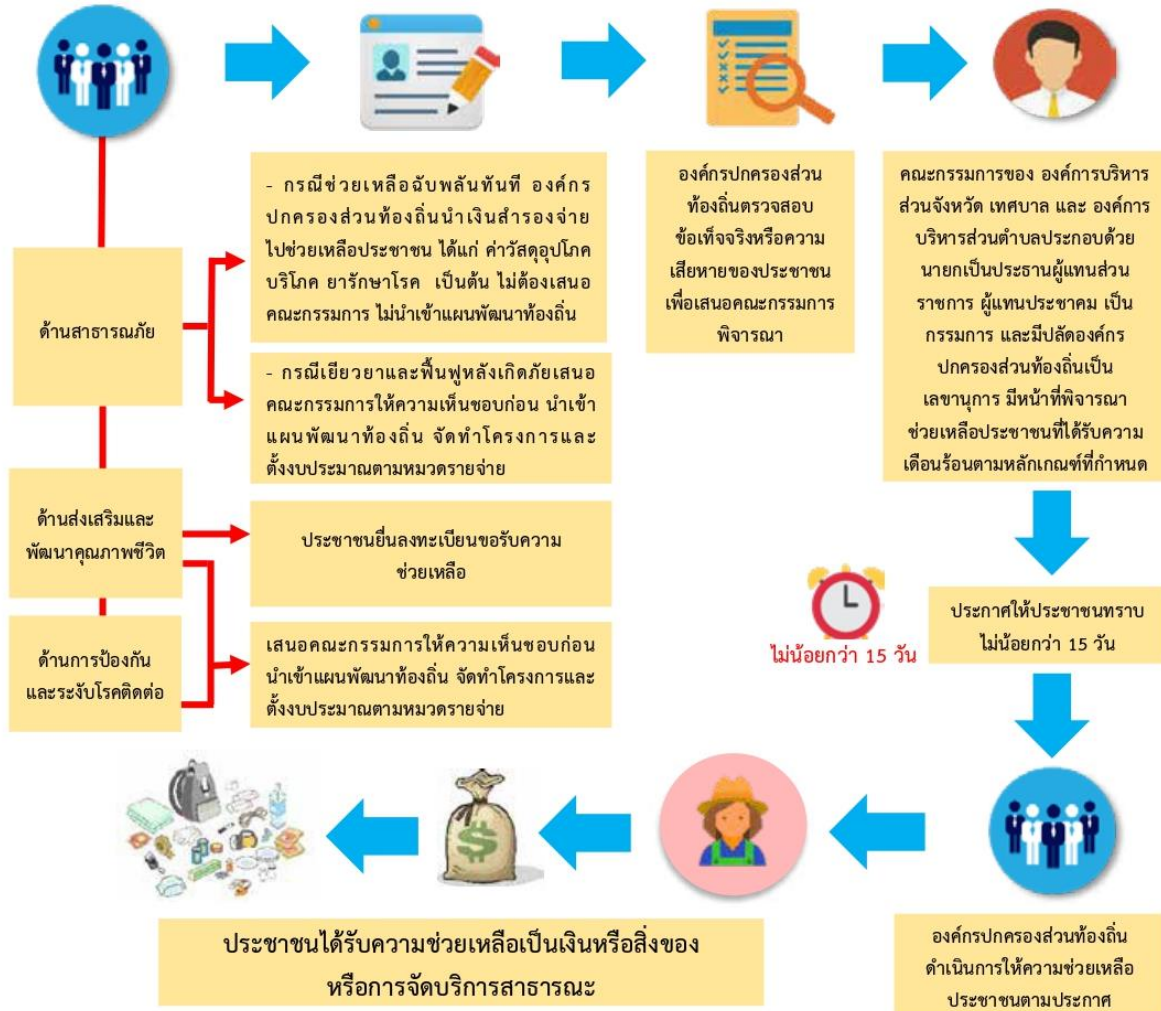 - กรณีช่วยเหลือฉับพลันทันที องค์กร
ปกครองส่วนท้องถิ่นนำเงินสำรองจ่าย
ไปช่วยเหลือประชาชน ได้แก่ ค่าวัสดุอุปโภค
บริโภค ยารักษาโรค เป็นต้น ไม่ต้องเสนอ
คณะกรรมการ ไม่นำเข้าแผนพัฒนาท้องถิ่น
องค์กรปกครองส่วน
ท้องถิ่นตรวจสอบ
ข้อเท็จจริงหรือความ
เสียหายของประชาชน
เพื่อเสนอคณะกรรมการ
พิจารณา
คณะกรรมการของ องค์การบริหาร
ส่วนจังหวัด เทศบาล และ องค์การ
บริหารส่วนตำบลประกอบด้วย
นายกเป็นประธานผู้แทนส่วน
ราชการ ผู้แทนประชาคม เป็น
กรรมการ และมีปลัดองค์กร
ปกครองส่วนท้องถิ่นเป็น
เลขานุการ มีหน้าที่พิจารณา
ช่วยเหลือประชาชนที่ได้รับความ
เดือนร้อนตามหลักเกณฑ์ที่กำหนด
ด้านสาธารณภัย
- กรณีเยียวยาและฟื้นฟูหลังเกิดภัยเสนอ
คณะกรรมการให้ความเห็นชอบก่อน นำเข้า
แผนพัฒนาท้องถิ่น จัดทำโครงการและ
ตั้งงบประมาณตามหมวดรายจ่าย
ด้านส่งเสริมและ
พัฒนาคุณภาพชีวิต
ประชาชนยื่นลงทะเบียนขอรับความ
ช่วยเหลือ
ด้านการป้องกัน
และระงับโรคติดต่อ
เสนอคณะกรรมการให้ความเห็นชอบก่อน
นำเข้าแผนพัฒนาท้องถิ่น จัดทำโครงการและ
ตั้งงบประมาณตามหมวดรายจ่าย
ไม่น้อยกว่า 15 วัน
ประกาศให้ประชาชนทราบ
ไม่น้อยกว่า 15 วัน
องค์กรปกครองส่วนท้องถิ่น
ดำเนินการให้ความช่วยเหลือ
ประชาชนตามประกาศ
ประชาชนได้รับความช่วยเหลือเป็นเงินหรือสิ่งของ
หรือการจัดบริการสาธารณะ